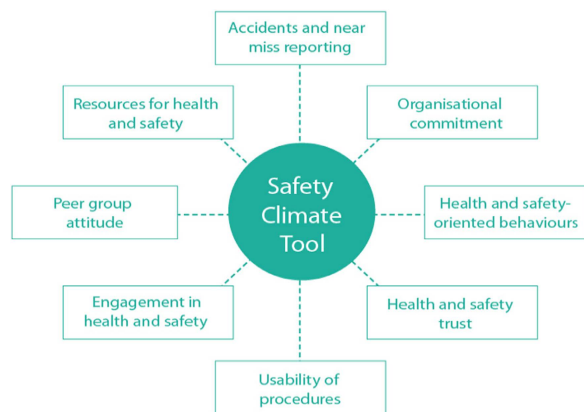 Accidents and near
miss reporting
Resources for health
and safety
Organisational
commitment
Peer group
attitude
Safety
Climate
Tool
Health and safety-
oriented behaviours
Engagement in
health and safety
Health and safety
trust
Usability of
procedures